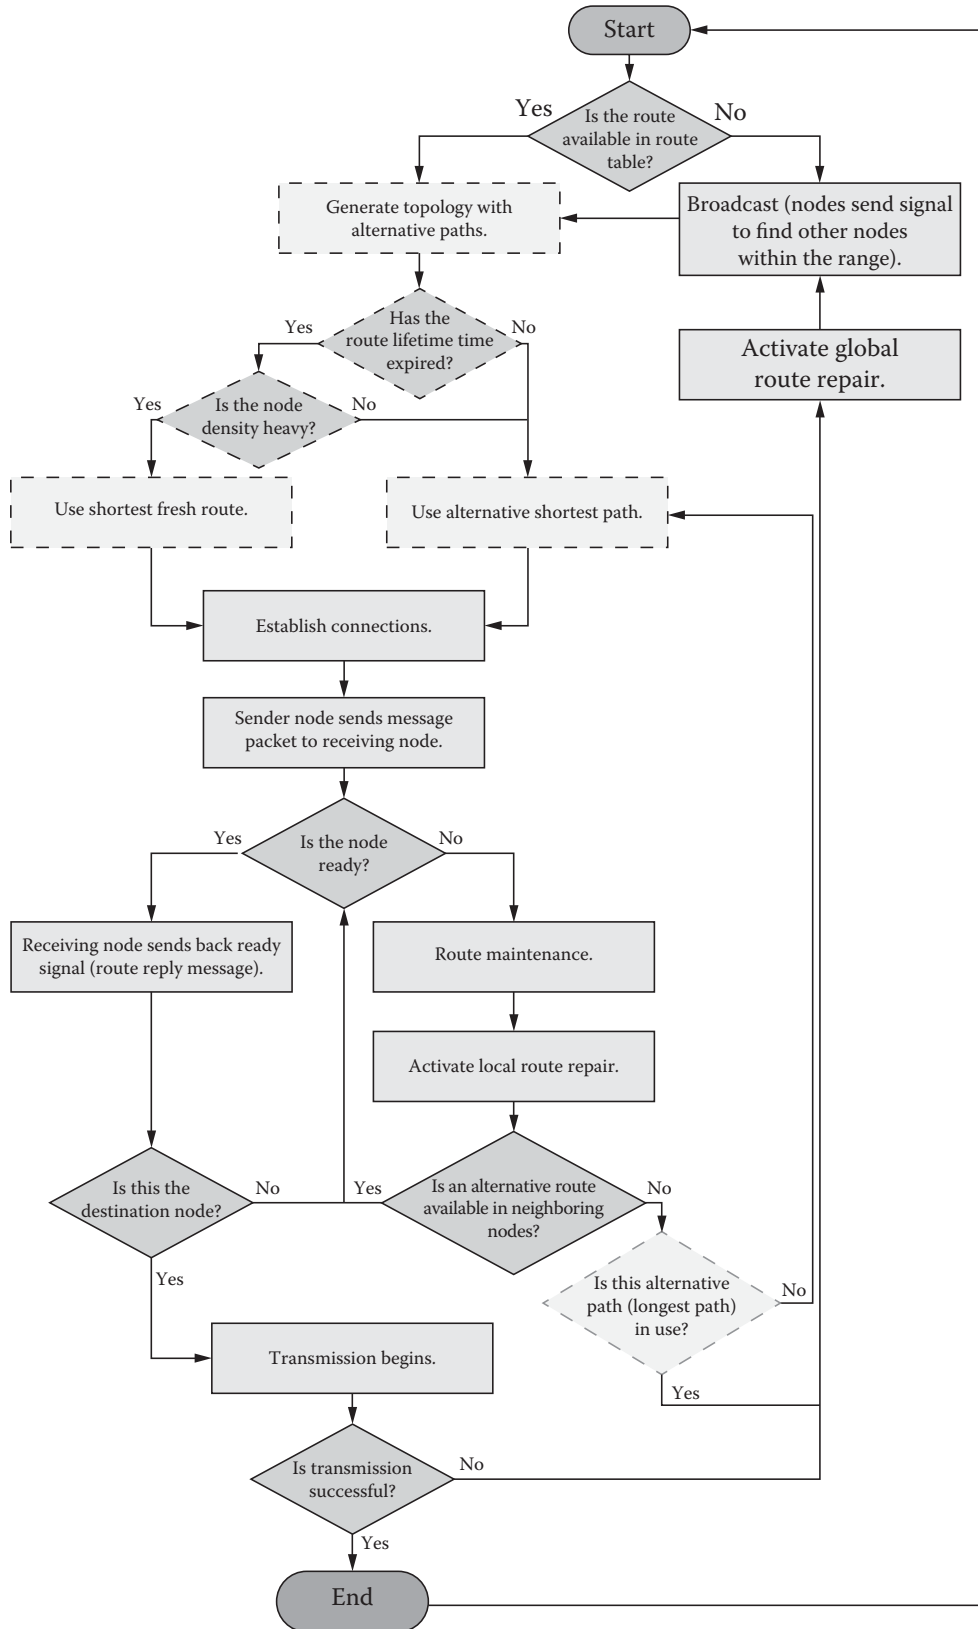 Start
Yes
No
Is the route
available in route
table?
Generate topology with
alternative paths.
Broadcast (nodes send signal
to find other nodes
within the range).
Yes
Has the
route lifetime time
expired?
No
Activate global
route repair.
Yes
Is the node
density heavy?
No
Use shortest fresh route.
Use alternative shortest path.
Establish connections.
Sender node sends message
packet to receiving node.
Yes
Is the node
ready?
No
Receiving node sends back ready
signal (route reply message).
Route maintenance.
Activate local route repair.
Is this the
destination node?
No
Yes
Is an alternative route
available in neighboring
nodes?
No
Yes
Is this alternative
path (longest path)
in use?
No
Transmission begins.
Yes
Is transmission
successful?
No
Yes
End